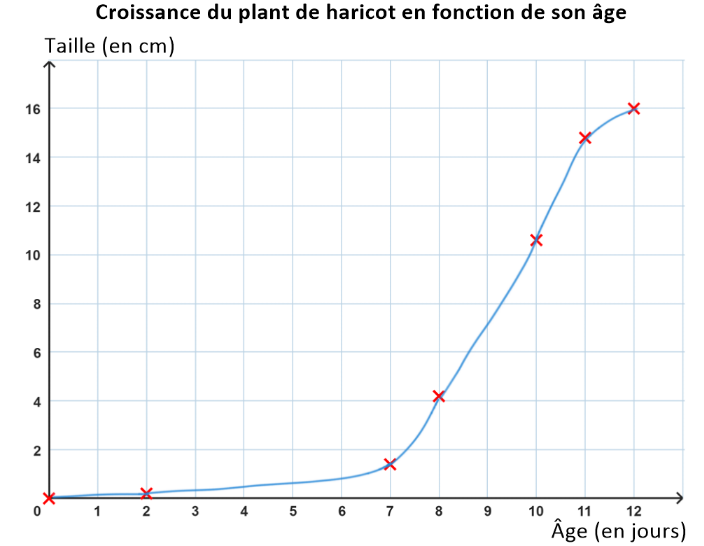 Croissance du plant de haricot en fonction de son âge
Taille (en cm)
16
14
12
10
8
6
4
2
0 1 2 3 4 5 6 7 8 9 10 11 12
Âge (en jours)